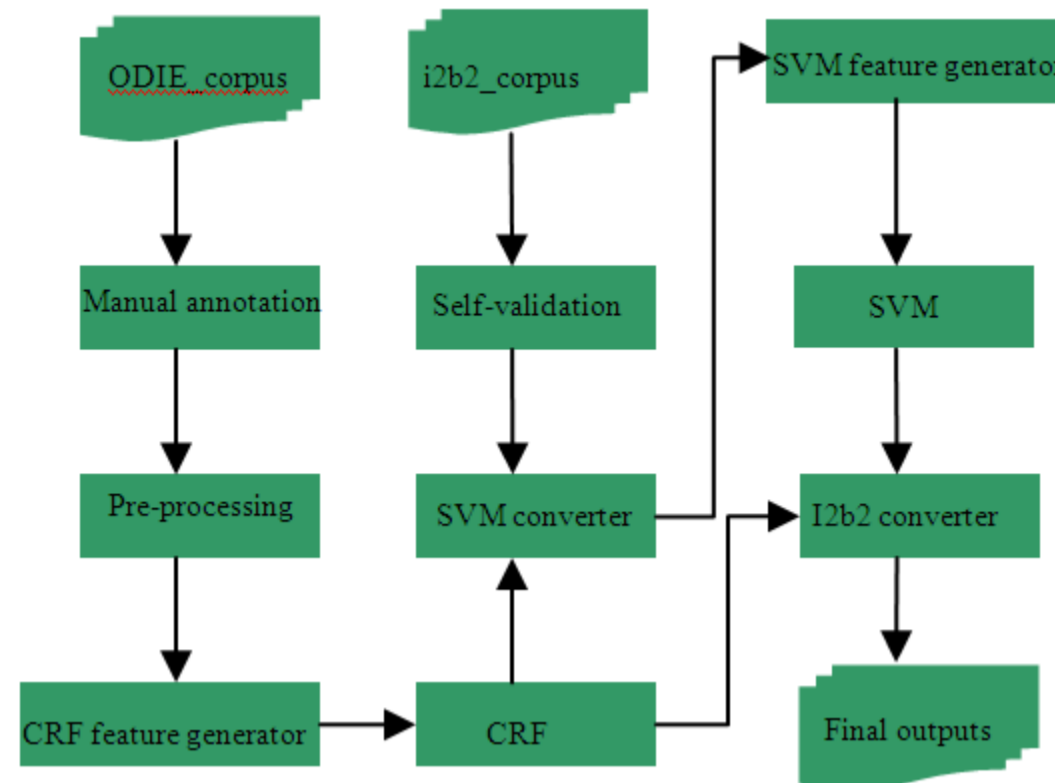 ODIE_corpus
i2b2_corpus
SVM feature generator
Manual annotation
Self-validation
SVM
Pre-processing
SVM converter
I2b2 converter
CRF feature generator
CRF
Final outputs